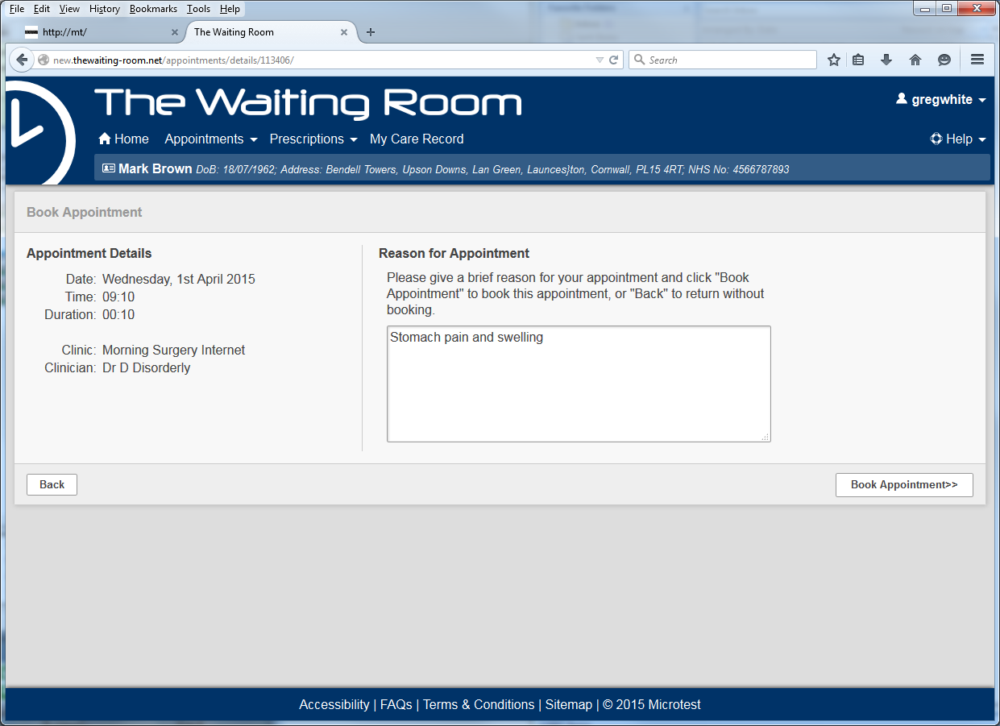 File Edit View History Bookmarks Tools Help
http://mt/ The Waiting Room
new.thewaiting-room.net/appointments/details/113406/ Search
The Waiting Room
gregwhite
Home Appointments Prescriptions My Care Record Help
Mark Brown DoB: 18/07/1962; Address: Bendell Towers, Upson Downs, Lan Green, Launces}ton, Cornwall, PL15 4RT; NHS No: 4566787893
Book Appointment
Appointment Details
Date: Wednesday, 1st April 2015
Time: 09:10
Duration: 00:10
Clinic: Morning Surgery Internet
Clinician: Dr D Disorderly
Reason for Appointment
Please give a brief reason for your appointment and click "Book
Appointment" to book this appointment, or "Back" to return without
booking.
Stomach pain and swelling
Back Book Appointment>>
Accessibility | FAQs | Terms & Conditions | Sitemap | © 2015 Microtest